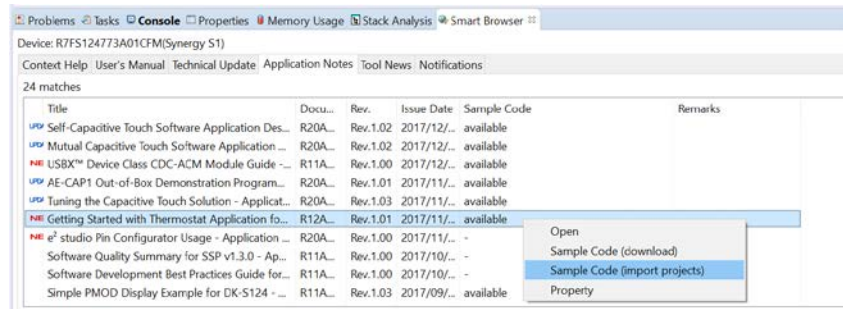 Problems Tasks Console Properties Memory Usage Stack Analysis Smart Browser
Device: R7FS124773A01CFM(Synergy S1)
Context Help User's Manual Technical Update Application Notes Tool News Notifications
24 matches
Title Docu... Rev. Issue Date Sample Code Remarks
UPD Self-Capacitive Touch Software Application Des... R20A... Rev.1.02 2017/12/... available
UPD Mutual Capacitive Touch Software Application ... R20A... Rev.1.02 2017/12/... available
NE USBX™ Device Class CDC-ACM Module Guide -... R11A... Rev.1.00 2017/12/... available
UPD AE-CAP1 Out-of-Box Demonstration Program... R20A... Rev.1.01 2017/11/... available
UPD Tuning the Capacitive Touch Solution - Applicat... R20A... Rev.1.03 2017/11/... available
NE Getting Started with Thermostat Application fo... R12A... Rev.1.01 2017/11/... available
NE e² studio Pin Configurator Usage - Application ... R20A... Rev.1.00 2017/11/... -
Software Quality Summary for SSP v1.3.0 - Ap... R11A... Rev.1.00 2017/10/... -
Software Development Best Practices Guide for... R11A... Rev.1.00 2017/10/... -
Simple PMOD Display Example for DK-S124 - ... R11A... Rev.1.03 2017/09/... available
Open
Sample Code (download)
Sample Code (import projects)
Property